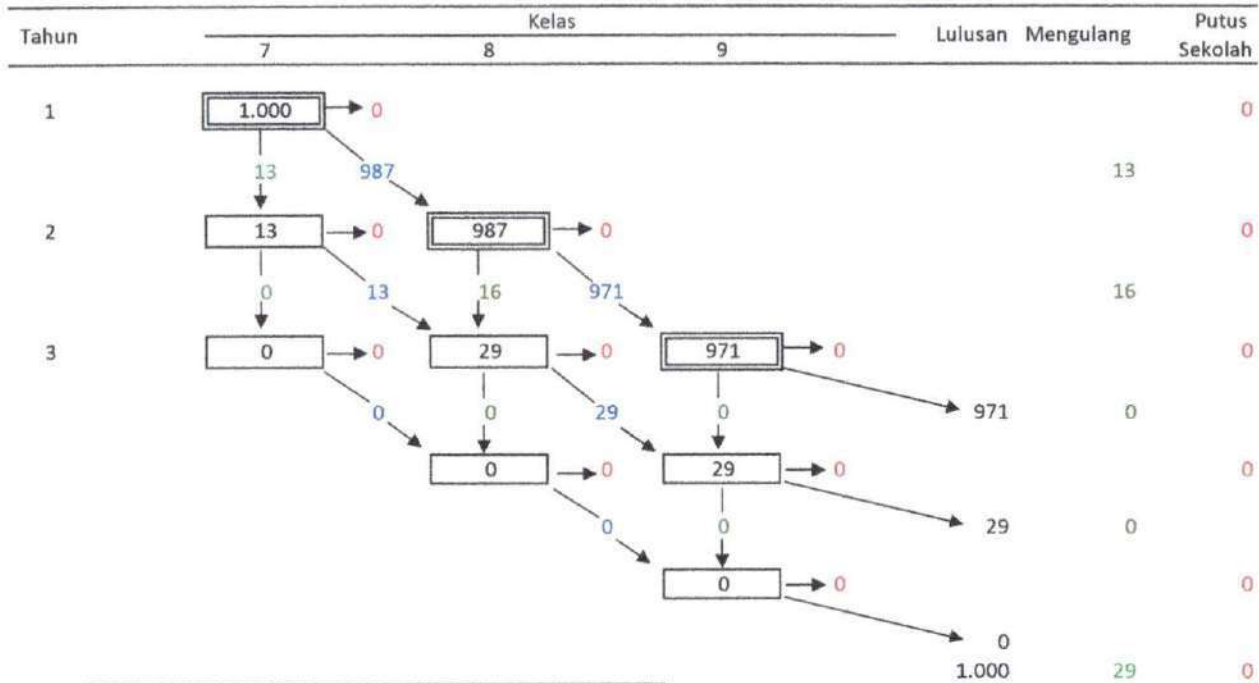 Tahun Kelas Lulusan Mengulang Putus Sekolah
7 8 9
1 1.000 0 0
13 987 13
2 13 0 987 0 0
0 13 16 971 16
3 0 0 29 0 971 0 0
0 0 29 0 971 0
0 0 29 0 0
0 0 29 0
0 0 0
0
1.000 29 0